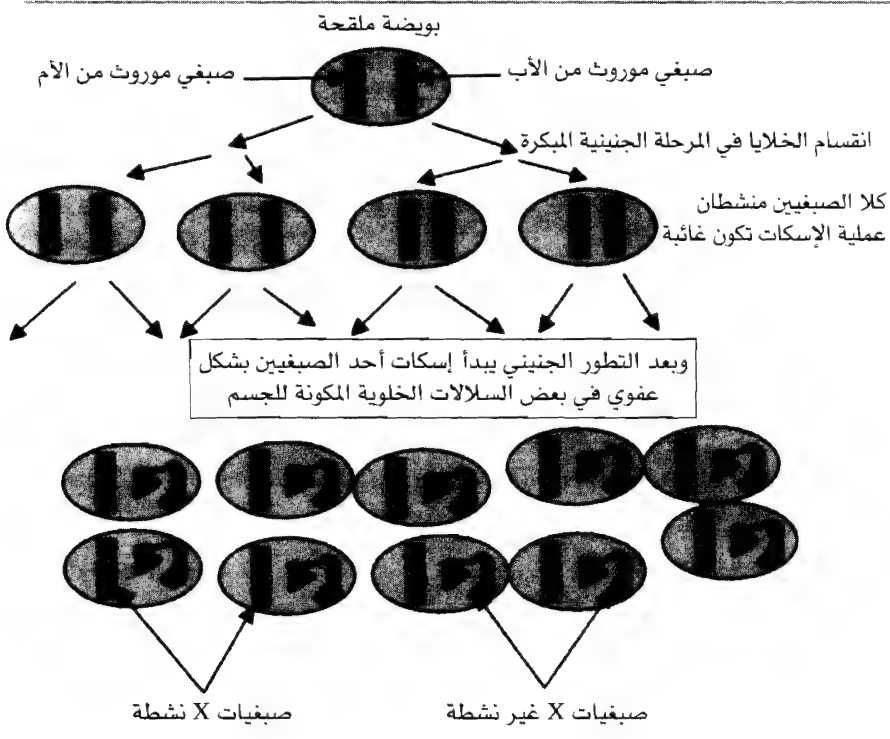 بويضة ملقحة
صبغي موروث من الأب
صبغي موروث من الأم
انقسام الخلايا في المرحلة الجنينية المبكرة
كلا الصبغيين منشطان
عملية الإسكات تكون غائبة
وبعد التطور الجنيني يبدأ إسكات أحد الصبغيين بشكل
عفوي في بعض السلالات الخلوية المكونة للجسم
صبغيات X غير نشطة
صبغيات X نشطة